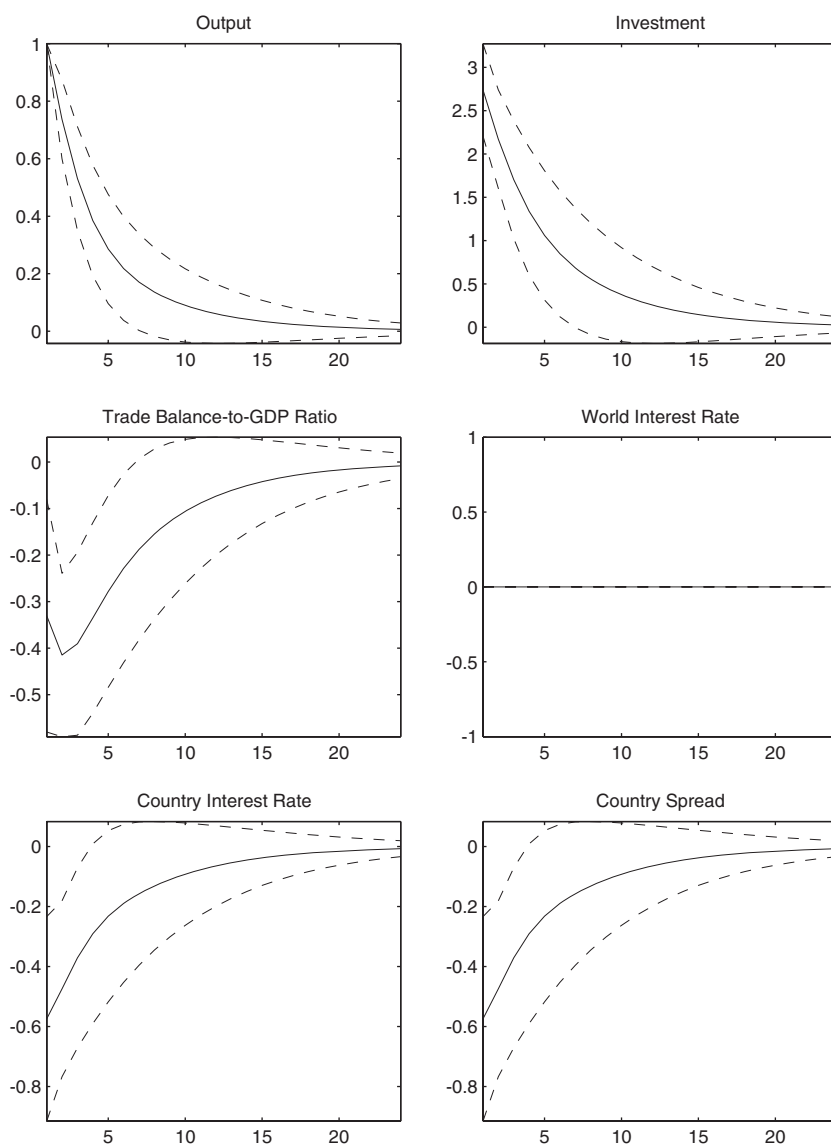 Output
1
0.8
0.6
0.4
0.2
0
5 10 15 20
Investment
3
2.5
2
1.5
1
0.5
0
5 10 15 20
Trade Balance-to-GDP Ratio
0
-0.1
-0.2
-0.3
-0.4
-0.5
5 10 15 20
World Interest Rate
1
0.5
0
-0.5
-1
5 10 15 20
Country Interest Rate
0
-0.2
-0.4
-0.6
-0.8
5 10 15 20
Country Spread
0
-0.2
-0.4
-0.6
-0.8
5 10 15 20